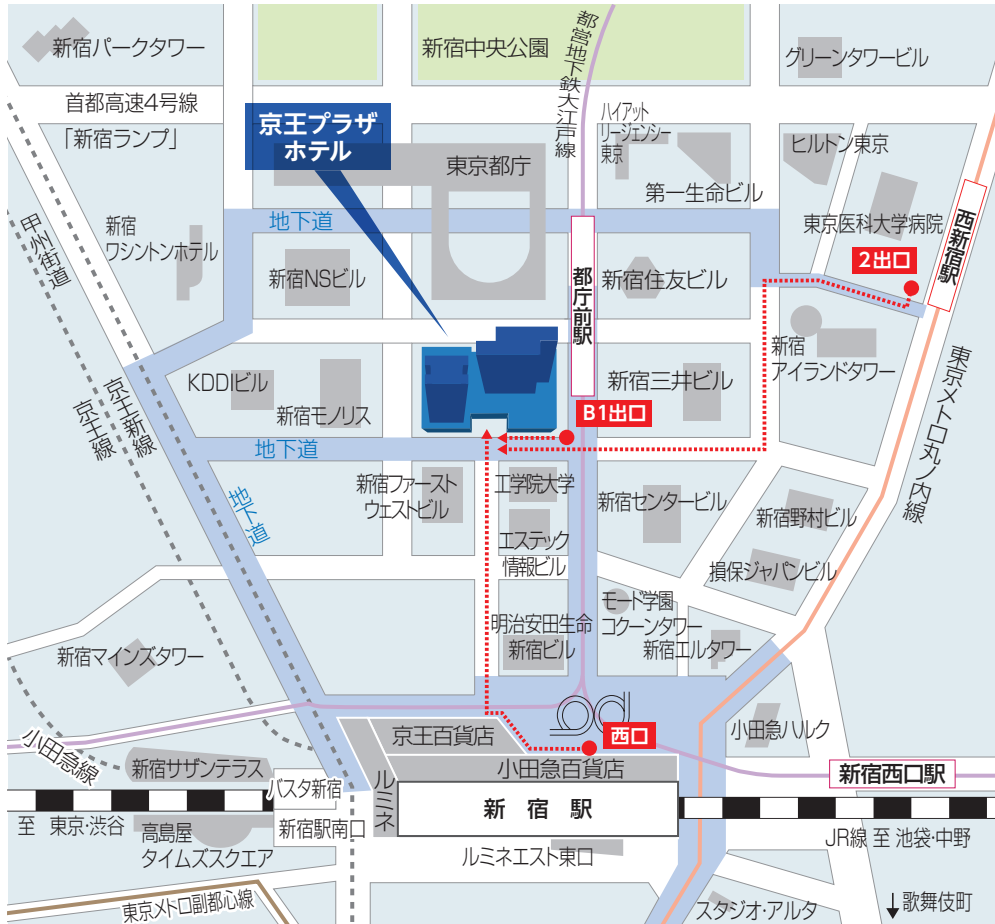 新宿パークタワー
新宿中央公園
都営地下鉄大江戸線
グリーンタワービル
首都高速4号線
「新宿ランプ」
京王プラザ
ホテル
東京都庁
ハイアット
リージェンシー
東京
第一生命ビル
ヒルトン東京
東京医科大学病院
西新宿駅
2出口
甲州街道
新宿
ワシントンホテル
地下道
新宿NSビル
都庁前駅
新宿住友ビル
新宿
アイランドタワー
東京メトロ丸ノ内線
京王新線
京王線
KDDIビル
新宿モノリス
新宿三井ビル
B1出口
地下道
地下道
新宿ファースト
ウェストビル
工学院大学
エステック
情報ビル
新宿センタービル
新宿野村ビル
損保ジャパンビル
モード学園
コクーンタワー
明治安田生命
新宿ビル
新宿エルタワー
新宿マインズタワー
小田急線
京王百貨店
西口
小田急ハルク
新宿サザンテラス
バスタ新宿
ルミネ
小田急百貨店
新宿西口駅
新宿駅
至 東京・渋谷
高島屋
タイムズスクエア
新宿駅南口
ルミネエスト東口
JR線 至 池袋・中野
東京メトロ副都心線
スタジオ・アルタ
↓歌舞伎町